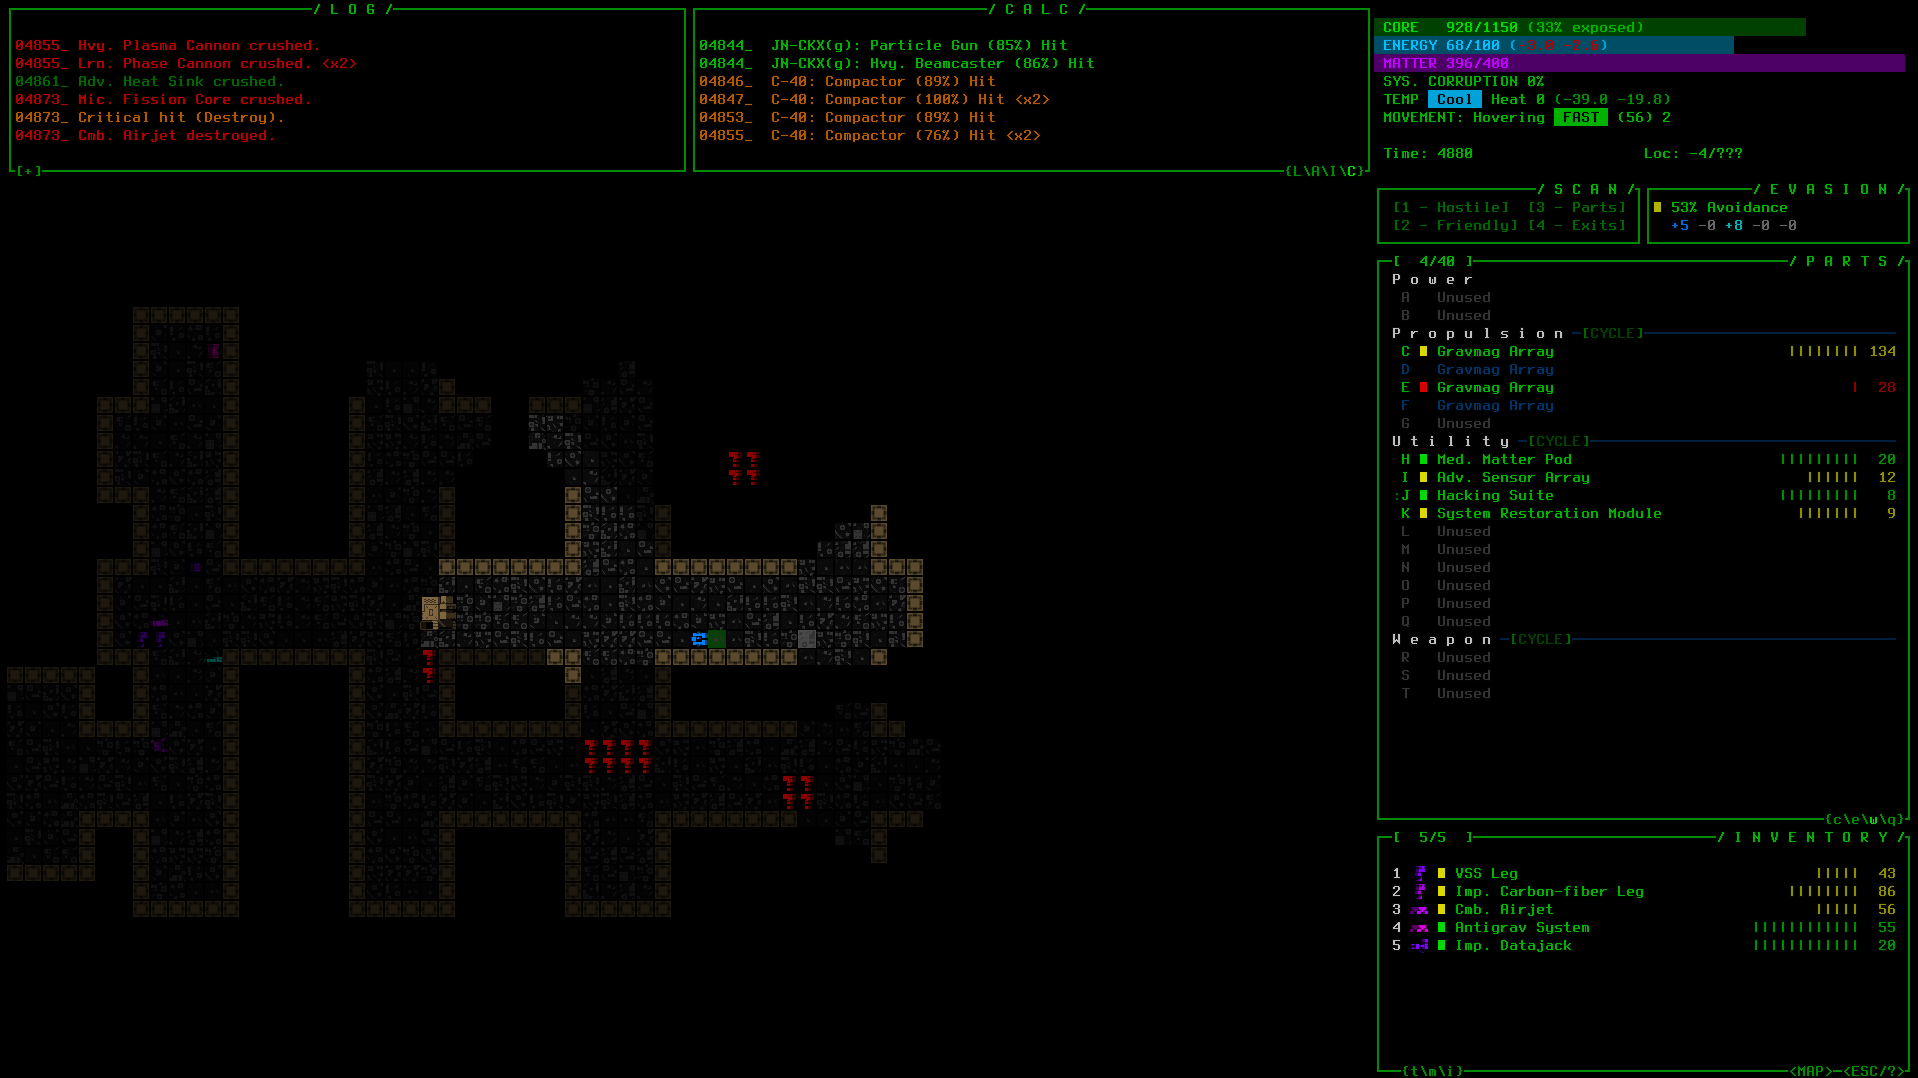 / L O G /
04855_ Hvy. Plasma Cannon crushed.
04855_ Lrn. Phase Cannon crushed. <x2>
04861_ Adv. Heat Sink crushed.
04873_ Mic. Fission Core crushed.
04873_ Critical hit (Destroy).
04873_ Cmb. Airjet destroyed.
[+]
/ C A L C /
04844_ JN-CKX(g): Particle Gun (85%) Hit
04844_ JN-CKX(g): Hvy. Beamcaster (86%) Hit
04846_ C-40: Compactor (89%) Hit
04847_ C-40: Compactor (100%) Hit <x2>
04853_ C-40: Compactor (89%) Hit
04855_ C-40: Compactor (76%) Hit <x2>
{L\A\I\C}
CORE 928/1150 (33% exposed)
ENERGY 68/100 (-3.0 -2.6)
MATTER 396/400
SYS. CORRUPTION 0%
TEMP Cool Heat 0 (-39.0 -19.8)
MOVEMENT: Hovering FAST (56) 2
Time: 4880 Loc: -4/???
/ S C A N /
[1 - Hostile] [3 - Parts]
[2 - Friendly] [4 - Exits]
/ E V A S I O N /
53% Avoidance
+5 -0 +8 -0 -0
[ 4/40 ] / P A R T S /
P o w e r
A Unused
B Unused
P r o p u l s i o n [CYCLE]
C Gravmag Array 134
D Gravmag Array
E Gravmag Array 28
F Gravmag Array
G Unused
U t i l i t y [CYCLE]
H Med. Matter Pod 20
I Adv. Sensor Array 12
:J Hacking Suite 8
K System Restoration Module 9
L Unused
M Unused
N Unused
O Unused
P Unused
Q Unused
W e a p o n [CYCLE]
R Unused
S Unused
T Unused
{c\e\w\q}
[ 5/5 ] / I N V E N T O R Y /
1 VSS Leg 43
2 Imp. Carbon-fiber Leg 86
3 Cmb. Airjet 56
4 Antigrav System 55
5 Imp. Datajack 20
{t\m\i} <MAP> <ESC/?>